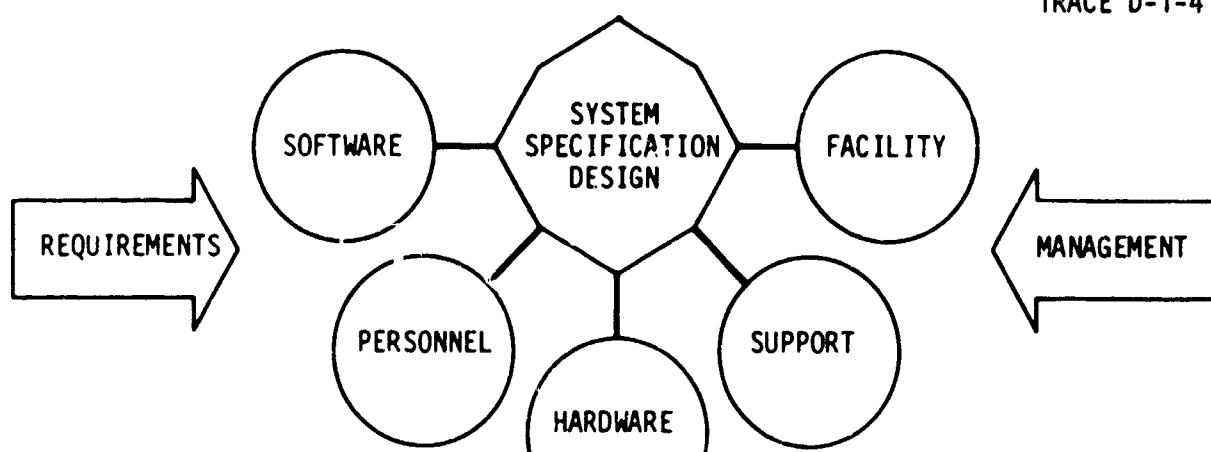 TRACE D-1-4
SYSTEM
SPECIFICATION
DESIGN
SOFTWARE
FACILITY
REQUIREMENTS
MANAGEMENT
PERSONNEL
SUPPORT
HARDWARE